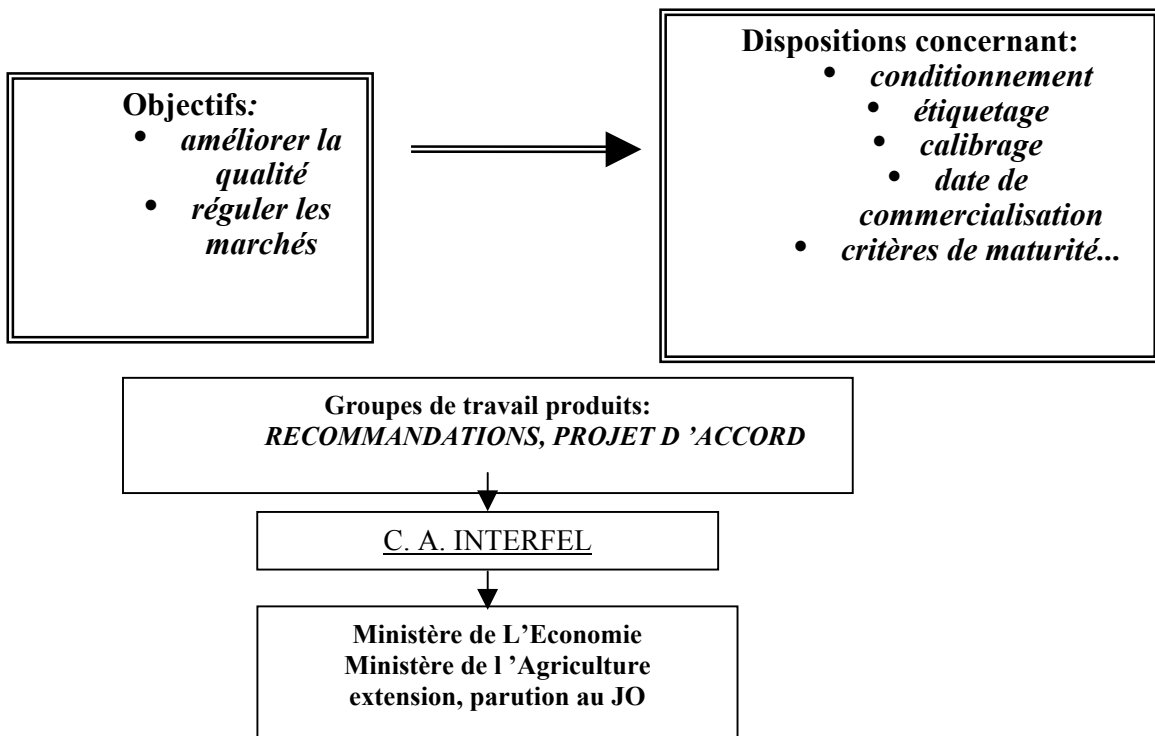 Objectifs:
• améliorer la
qualité
• réguler les
marchés
Dispositions concernant:
• conditionnement
• étiquetage
• calibrage
• date de
commercialisation
• critères de maturité...
Groupes de travail produits:
RECOMMANDATIONS, PROJET D ’ACCORD
C. A. INTERFEL
Ministère de L’Economie
Ministère de l ’Agriculture
extension, parution au JO